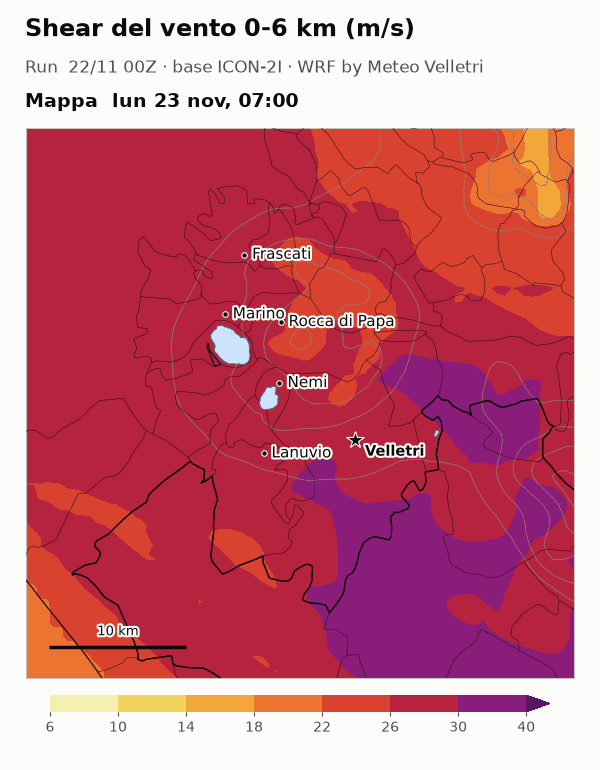 Shear del vento 0-6 km (m/s)
Run  22/11 00Z · base ICON-2I · WRF by Meteo Velletri
Mappa  lun 23 nov, 07:00
Frascati
Marino
Rocca di Papa
Nemi
Velletri
Lanuvio
10 km
6 10 14 18 22 26 30 40